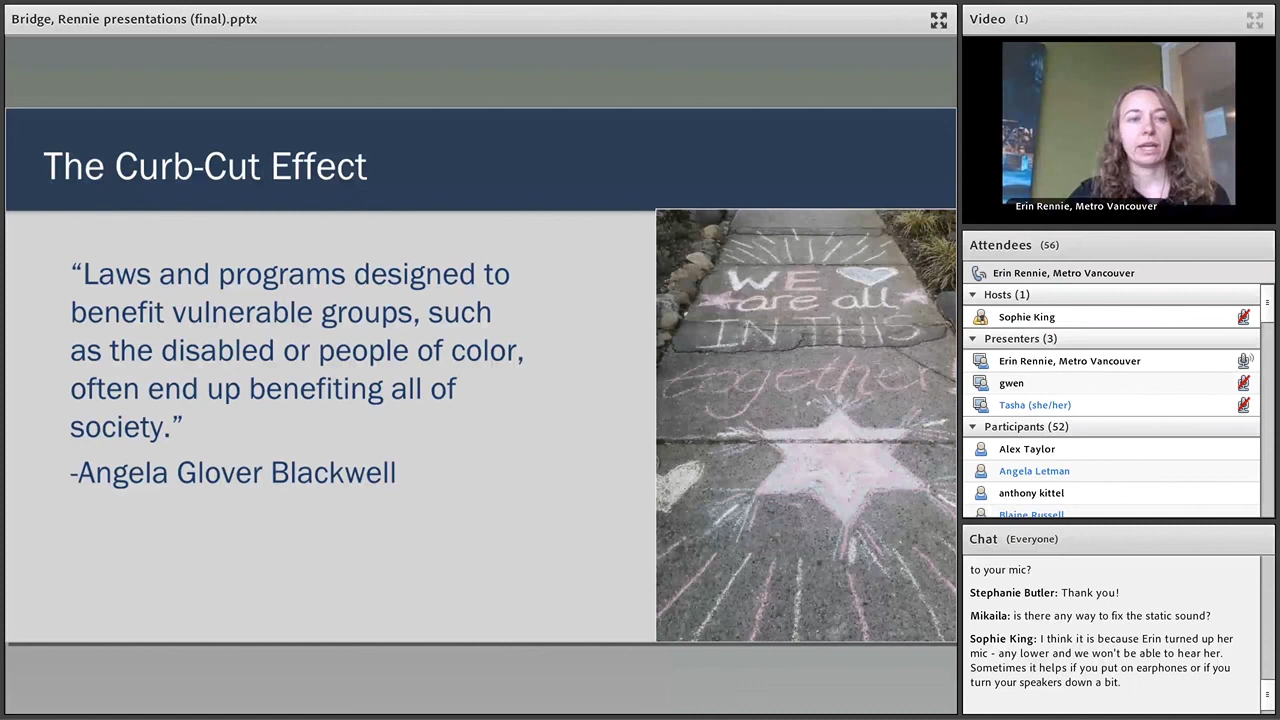 Bridge, Rennie presentations (final).pptx
The Curb-Cut Effect
“Laws and programs designed to
benefit vulnerable groups, such
as the disabled or people of color,
often end up benefiting all of
society.”
-Angela Glover Blackwell
WE
are all
IN THIS
together
Video (1)
Erin Rennie, Metro Vancouver
Attendees (56)
Erin Rennie, Metro Vancouver
Hosts (1)
Sophie King
Presenters (3)
Erin Rennie, Metro Vancouver
gwen
Tasha (she/her)
Participants (52)
Alex Taylor
Angela Letman
anthony kittel
Blaine Russell
Chat (Everyone)
to your mic?
Stephanie Butler: Thank you!
Mikaila: is there any way to fix the static sound?
Sophie King: I think it is because Erin turned up her
mic - any lower and we won't be able to hear her.
Sometimes it helps if you put on earphones or if you
turn your speakers down a bit.